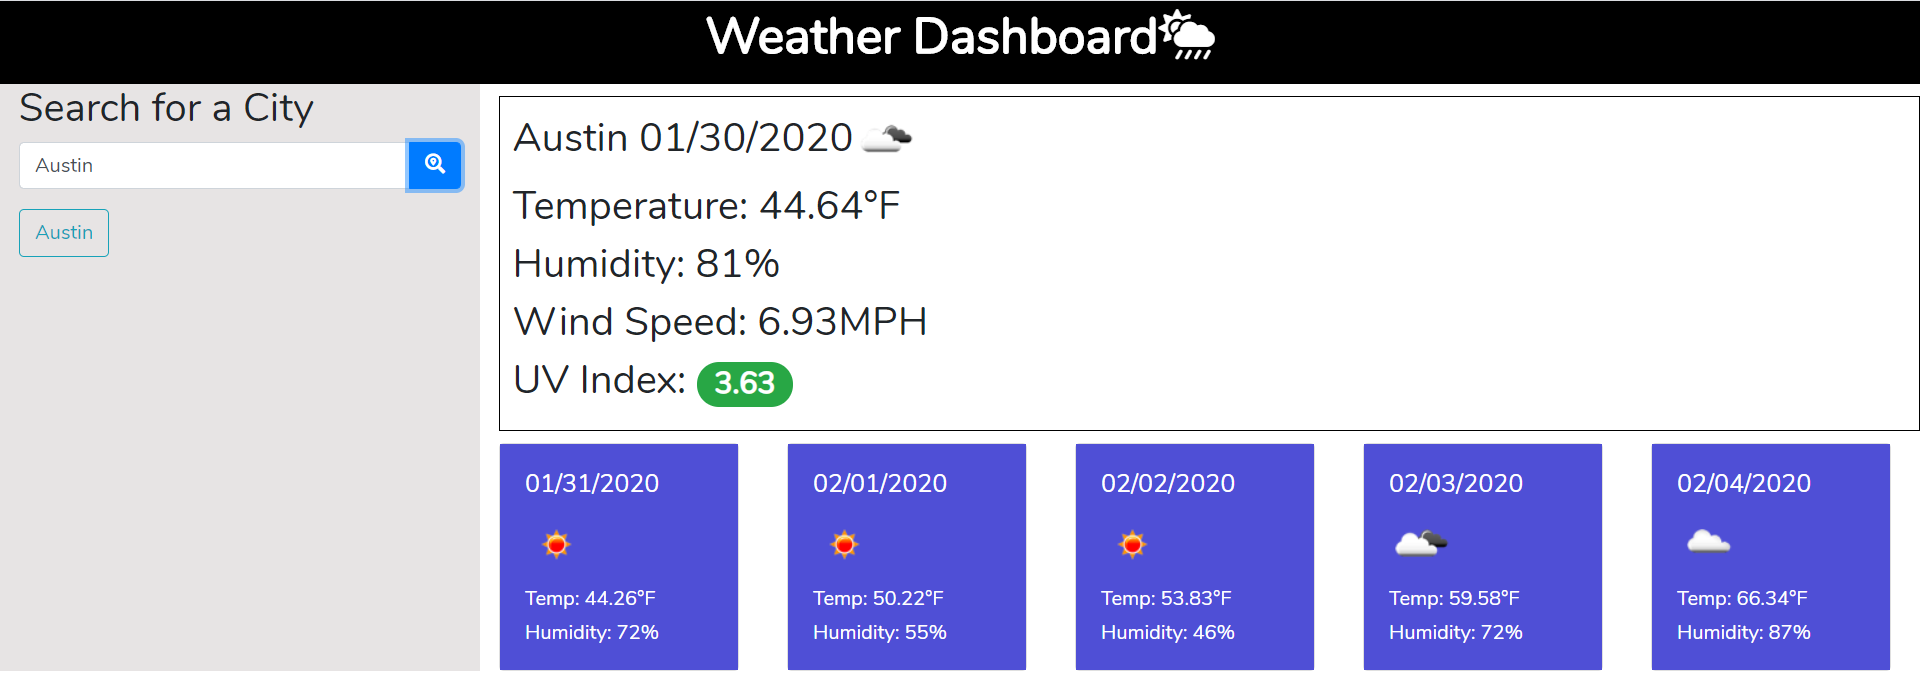 Weather Dashboard
Search for a City
Austin
Austin
Austin 01/30/2020
Temperature: 44.64°F
Humidity: 81%
Wind Speed: 6.93MPH
UV Index: 3.63
01/31/2020
Temp: 44.26°F
Humidity: 72%
02/01/2020
Temp: 50.22°F
Humidity: 55%
02/02/2020
Temp: 53.83°F
Humidity: 46%
02/03/2020
Temp: 59.58°F
Humidity: 72%
02/04/2020
Temp: 66.34°F
Humidity: 87%